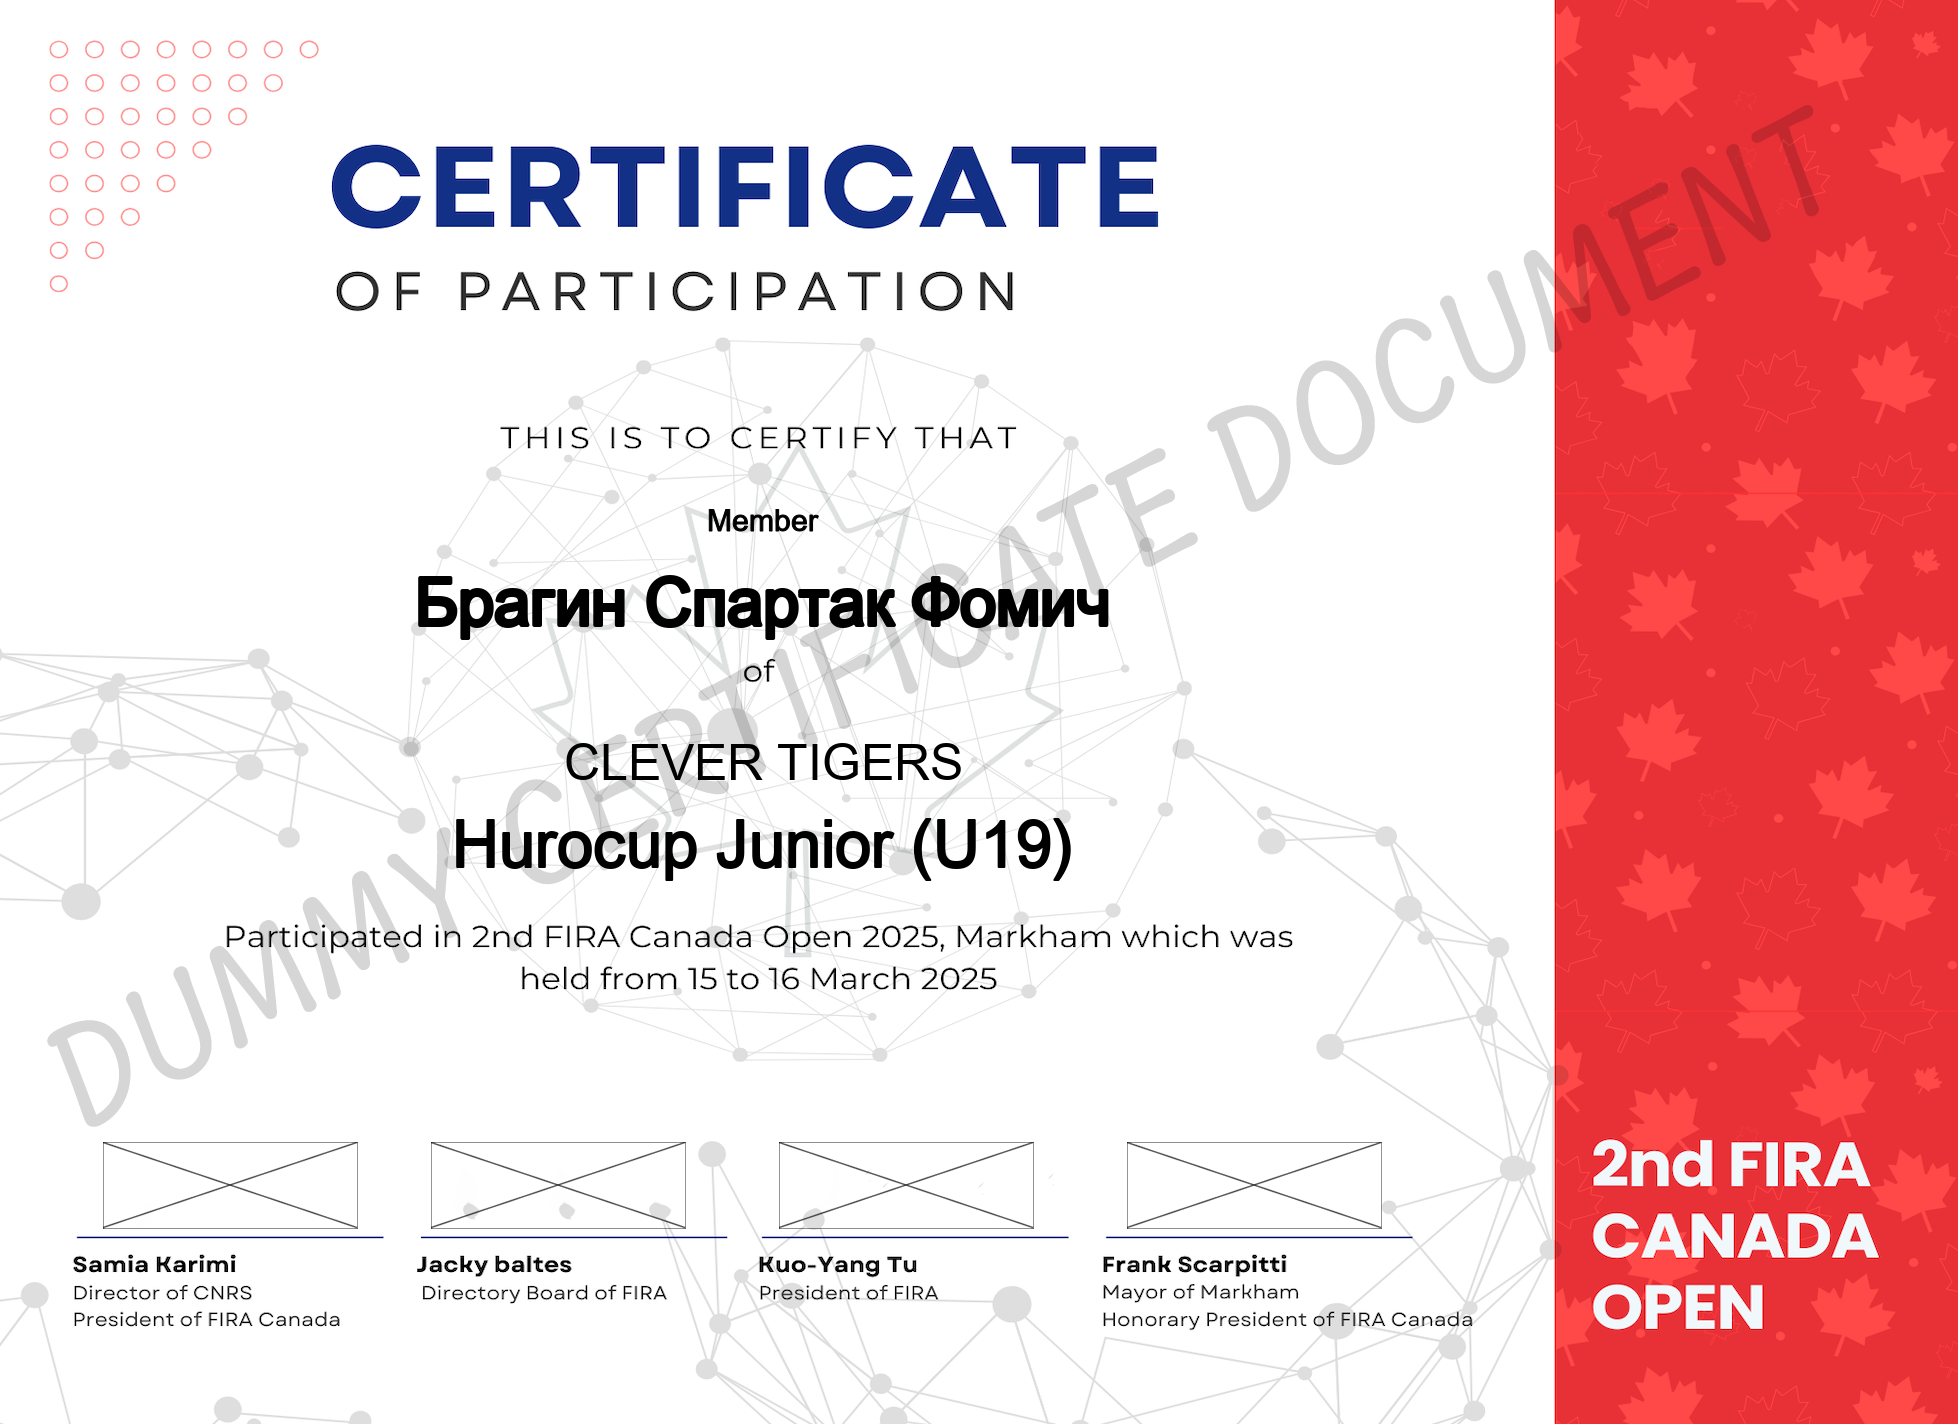 CERTIFICATE
OF PARTICIPATION
THIS IS TO CERTIFY THAT
Member
Брагин Спартак Фомич
of
CLEVER TIGERS
Hurocup Junior (U19)
Participated in 2nd FIRA Canada Open 2025, Markham which was
held from 15 to 16 March 2025
DUMMY CERTIFICATE DOCUMENT
Samia Karimi
Director of CNRS
President of FIRA Canada
Jacky baltes
Directory Board of FIRA
Kuo-Yang Tu
President of FIRA
Frank Scarpitti
Mayor of Markham
Honorary President of FIRA Canada
2nd FIRA
CANADA
OPEN